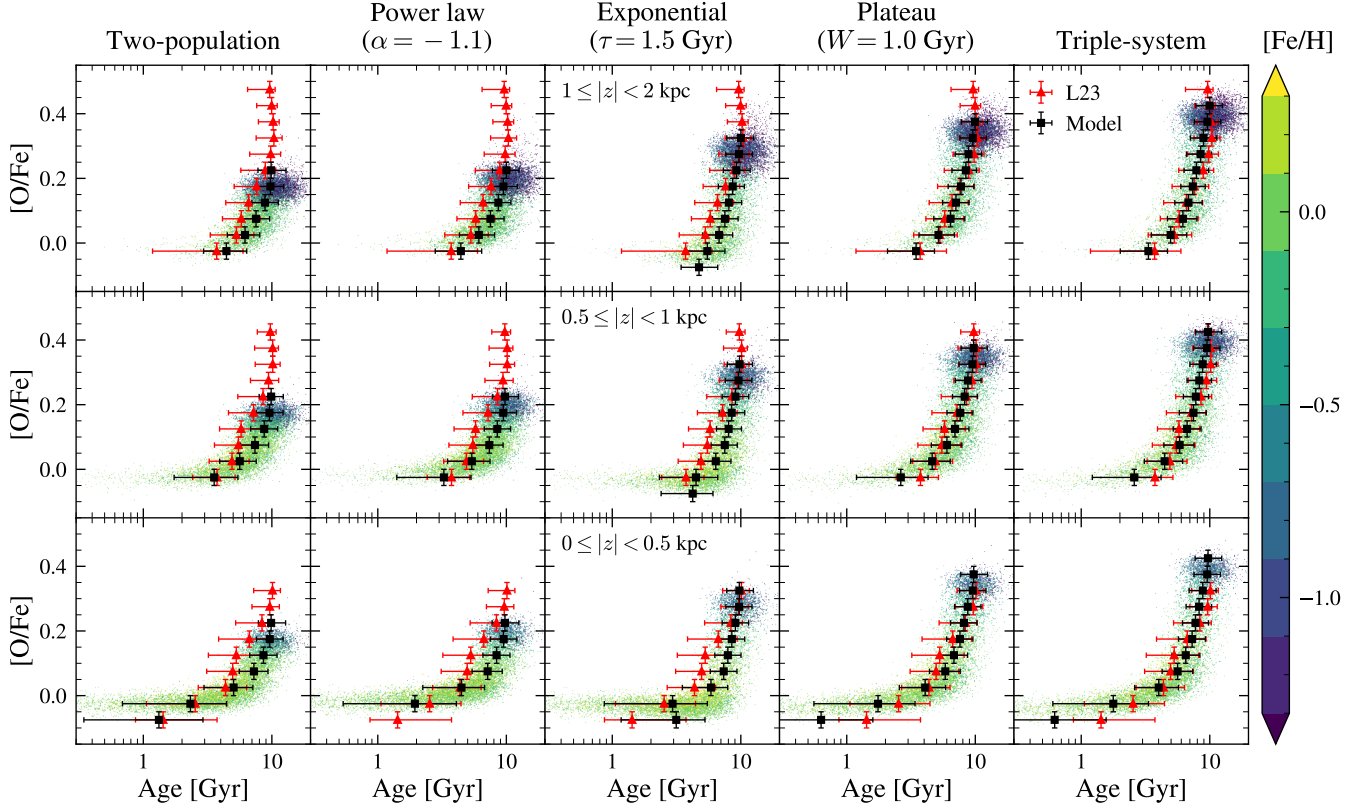 Two-population
Power law
(α = −1.1)
Exponential
(τ = 1.5 Gyr)
Plateau
(W = 1.0 Gyr)
Triple-system
[Fe/H]
[O/Fe]
0.4
0.2
0.0
1 ≤ |z| < 2 kpc
L23
Model
[O/Fe]
0.4
0.2
0.0
0.5 ≤ |z| < 1 kpc
[O/Fe]
0.4
0.2
0.0
0 ≤ |z| < 0.5 kpc
0.0
−0.5
−1.0
1 10
1 10
1 10
1 10
1 10
Age [Gyr]
Age [Gyr]
Age [Gyr]
Age [Gyr]
Age [Gyr]